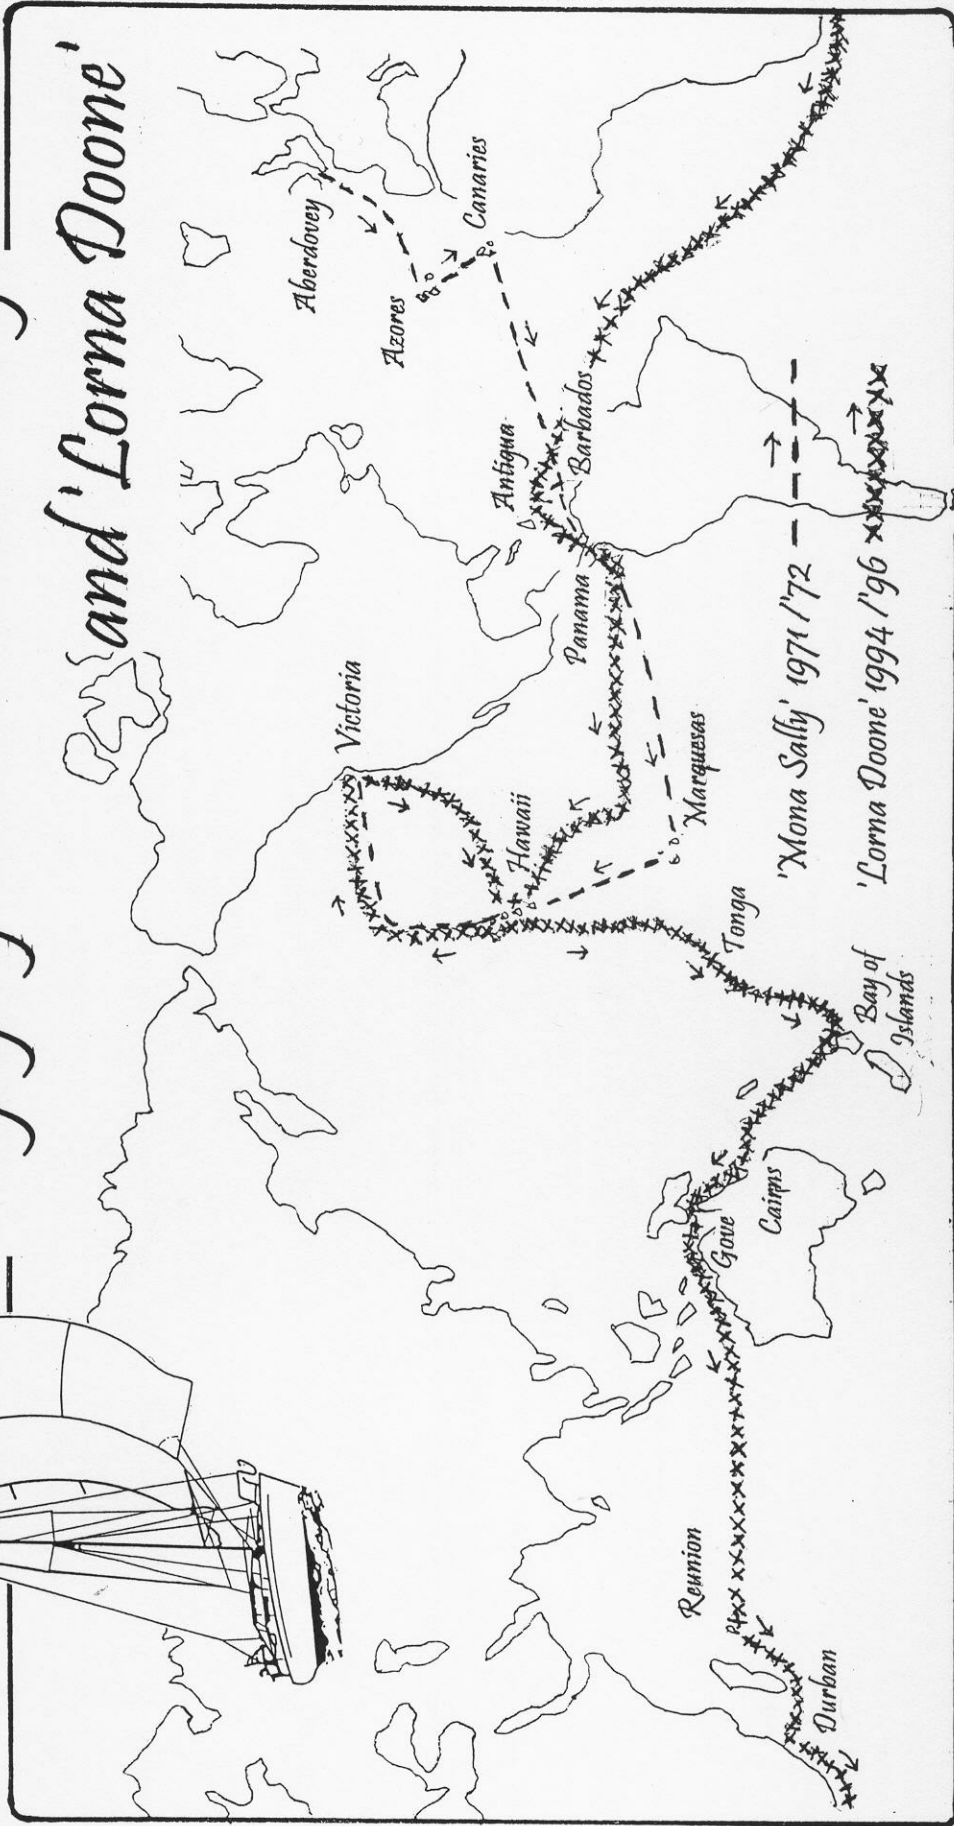 and 'Lorna Doone'
Aberdovey
Azores
Canaries
Victoria
Antigua
Barbados
Panama
Hawaii
Marquesas
Tonga
Bay of
Islands
Cairns
Gove
Reunion
Durban
'Mona Sally' 1971/'72
'Lorna Doone' 1994/'96